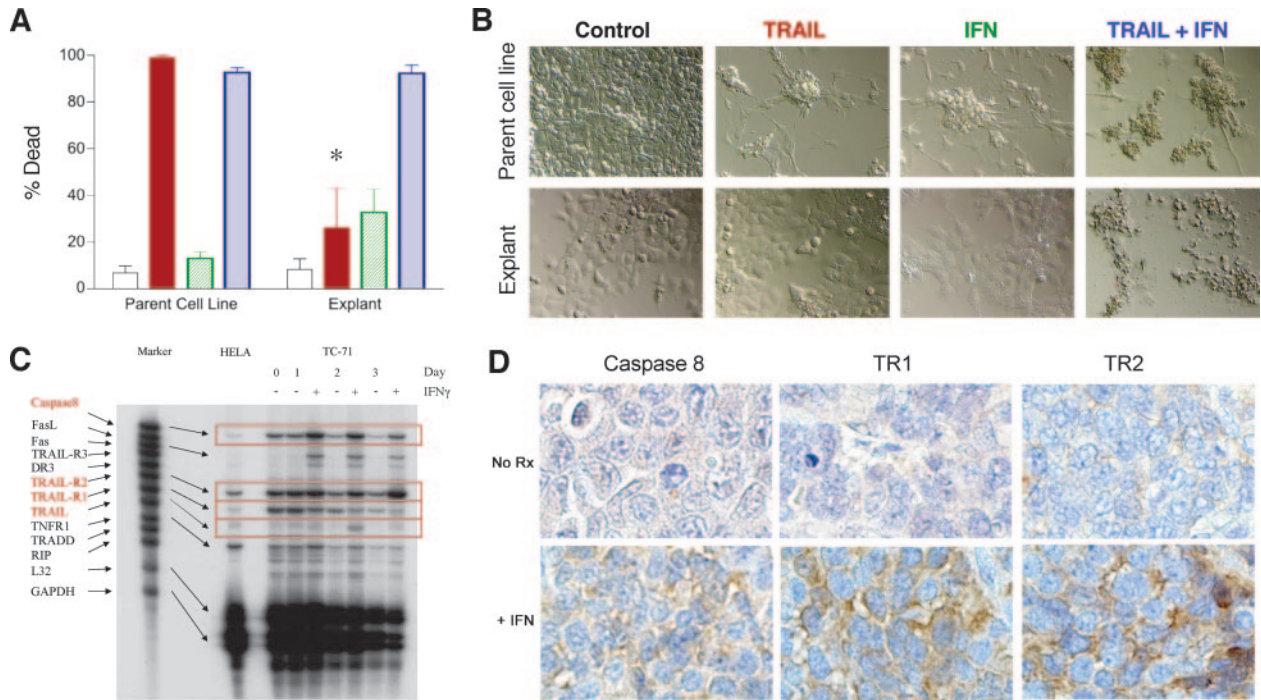 A
% Dead
100
80
60
40
20
0
*
Parent Cell Line
Explant
B
Control
TRAIL
IFN
TRAIL + IFN
Parent cell line
Explant
C
Marker
HELA
TC-71
0 1 2 3 Day
- - + - + - + IFNγ
Caspase8
FasL
Fas
TRAIL-R3
DR3
TRAIL-R2
TRAIL-R1
TRAIL
TNFR1
TRADD
RIP
L32
GAPDH
D
Caspase 8
TR1
TR2
No Rx
+ IFN